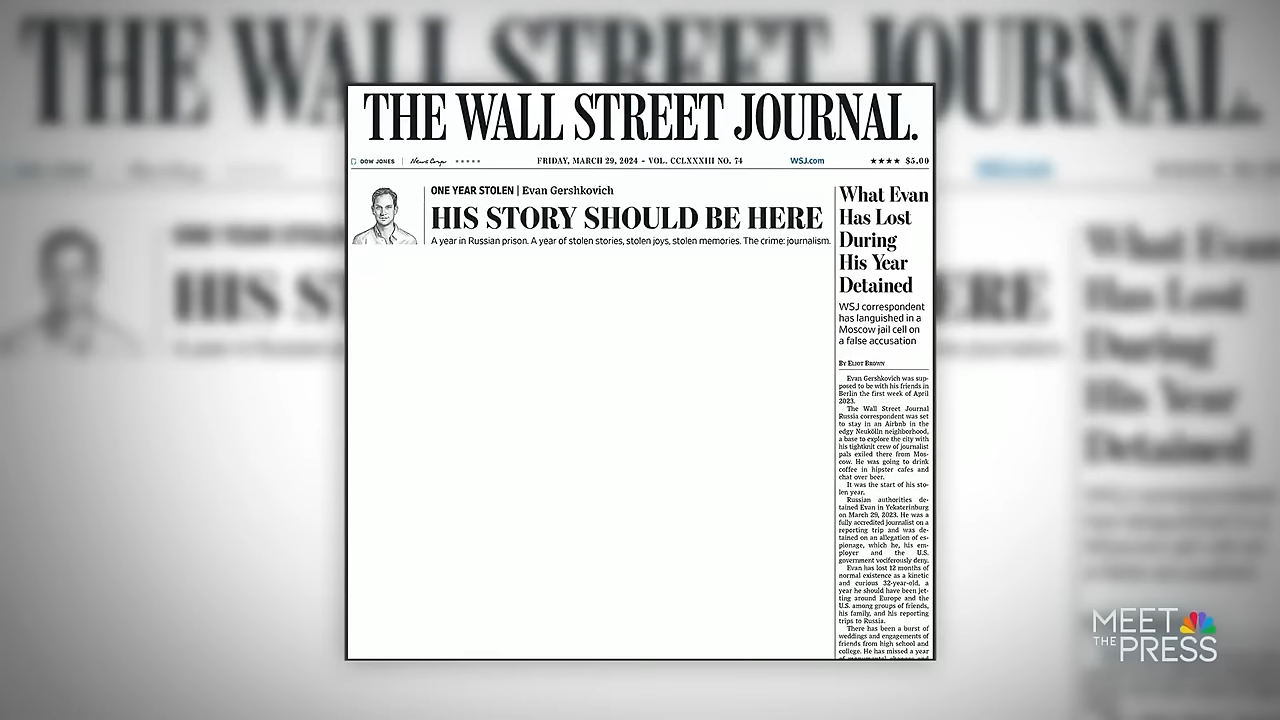 THE WALL STREET JOURNAL.
DOW JONES | News Corp *****
FRIDAY, MARCH 29, 2024 - VOL. CCLXXXIII NO. 74
WSJ.com
★★★★ $5.00
ONE YEAR STOLEN | Evan Gershkovich
HIS STORY SHOULD BE HERE
A year in Russian prison. A year of stolen stories, stolen joys, stolen memories. The crime: journalism.
What Evan
Has Lost
During
His Year
Detained
WSJ correspondent
has languished in a
Moscow jail cell on
a false accusation
BY ELIOT BROWN
Evan Gershkovich was sup-
posed to be with his friends in
Berlin the first week of April
2023.
The Wall Street Journal
Russia correspondent was set
to stay in an Airbnb in the
edgy Neukölln neighborhood,
a base to explore the city with
his tightknit crew of journalist
pals exiled there from Mos-
cow. He was going to drink
coffee in hipster cafes and
chat over beer.
It was the start of his sto-
len year.
Russian authorities de-
tained Evan in Yekaterinburg
on March 29, 2023. He was a
fully accredited journalist on a
reporting trip and was de-
tained on an allegation of es-
pionage, which he, his em-
ployer and the U.S.
government vociferously deny.
Evan has lost 12 months of
normal existence as a kinetic
and curious 32-year-old, a
year he should have been jet-
ting around Europe and the
U.S. among groups of friends,
his family, and his reporting
trips to Russia.
There has been a burst of
weddings and engagements of
friends from high school and
college. He has missed a year
MEET
THE PRESS